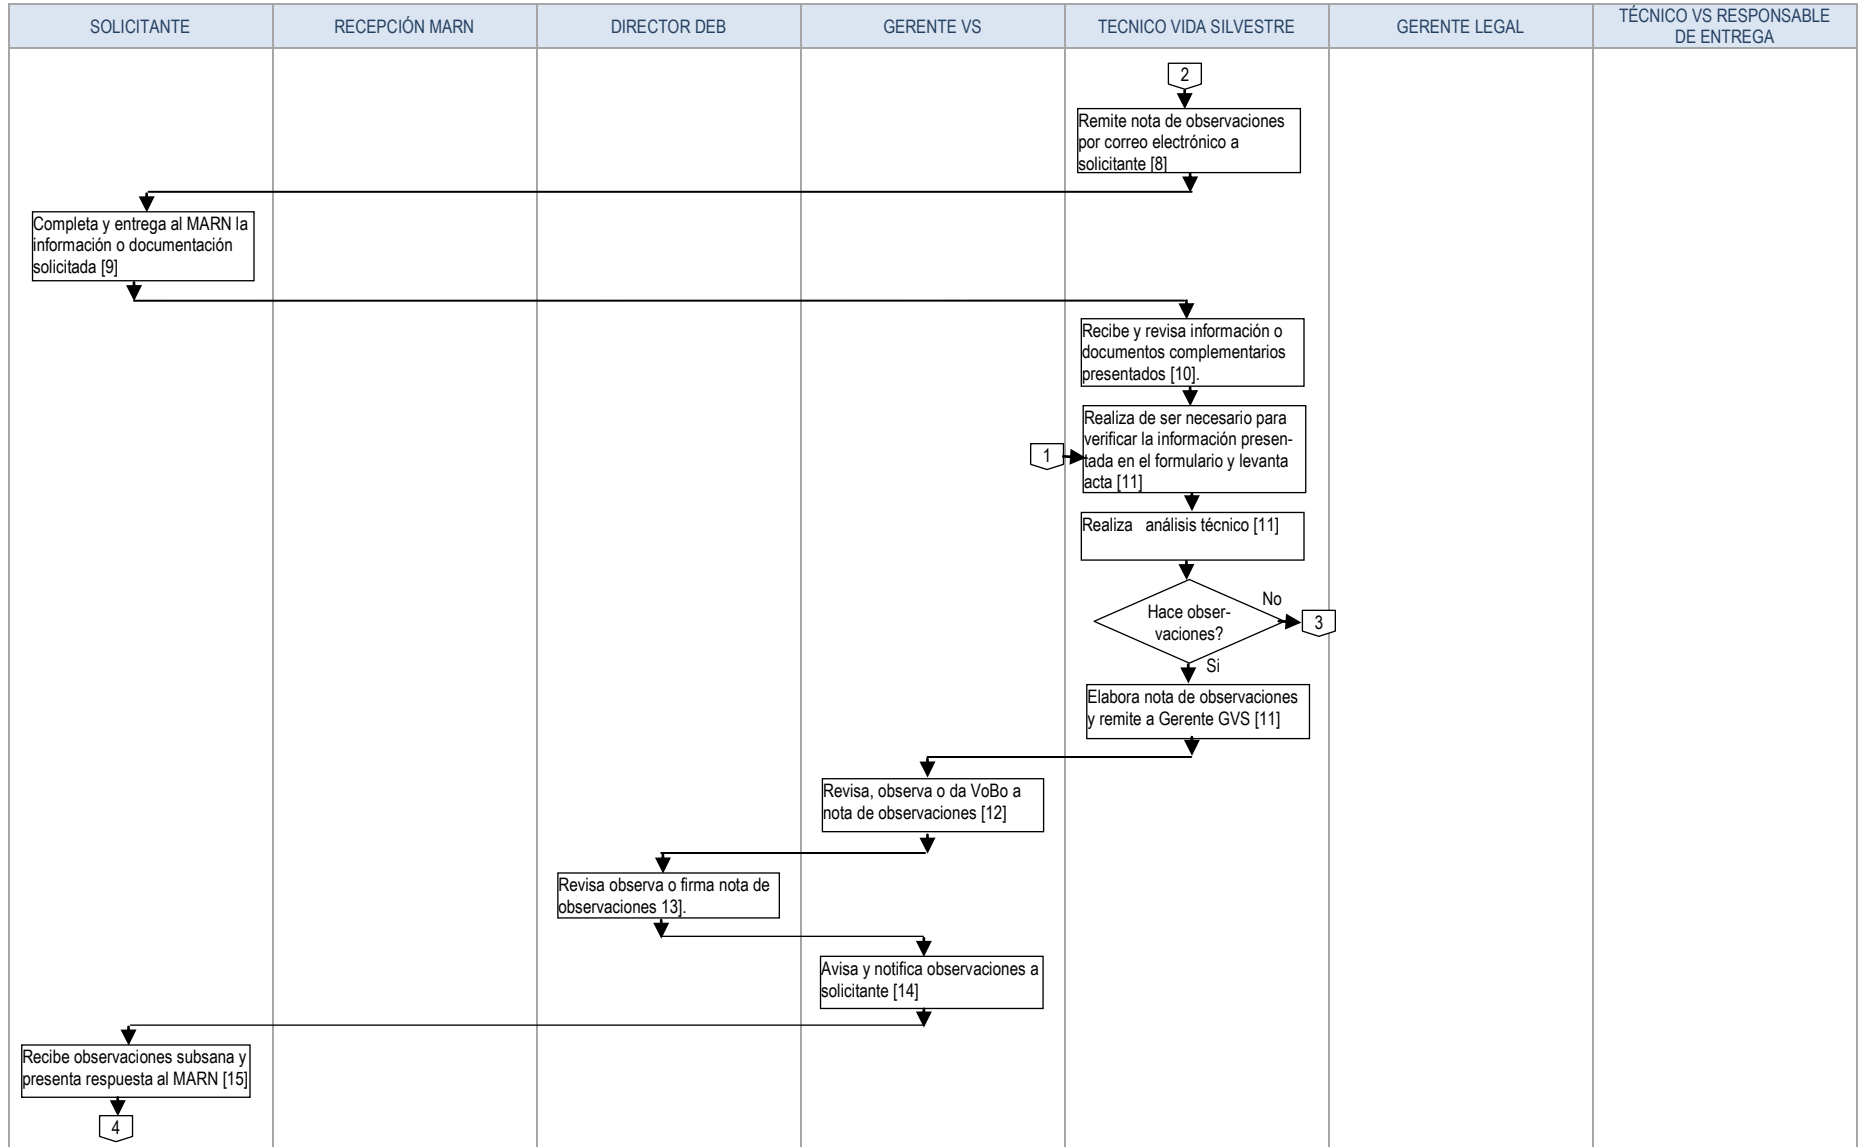 SOLICITANTE
RECEPCIÓN MARN
DIRECTOR DEB
GERENTE VS
TECNICO VIDA SILVESTRE
GERENTE LEGAL
TÉCNICO VS RESPONSABLE
DE ENTREGA
2
Remite nota de observaciones
por correo electrónico a
solicitante [8]
Completa y entrega al MARN la
información o documentación
solicitada [9]
Recibe y revisa información o
documentos complementarios
presentados [10].
Realiza de ser necesario para
verificar la información presen-
tada en el formulario y levanta
acta [11]
1
Realiza análisis técnico [11]
Hace obser-
vaciones?
No
3
Si
Elabora nota de observaciones
y remite a Gerente GVS [11]
Revisa, observa o da VoBo a
nota de observaciones [12]
Revisa observa o firma nota de
observaciones 13].
Avisa y notifica observaciones a
solicitante [14]
Recibe observaciones subsana y
presenta respuesta al MARN [15]
4